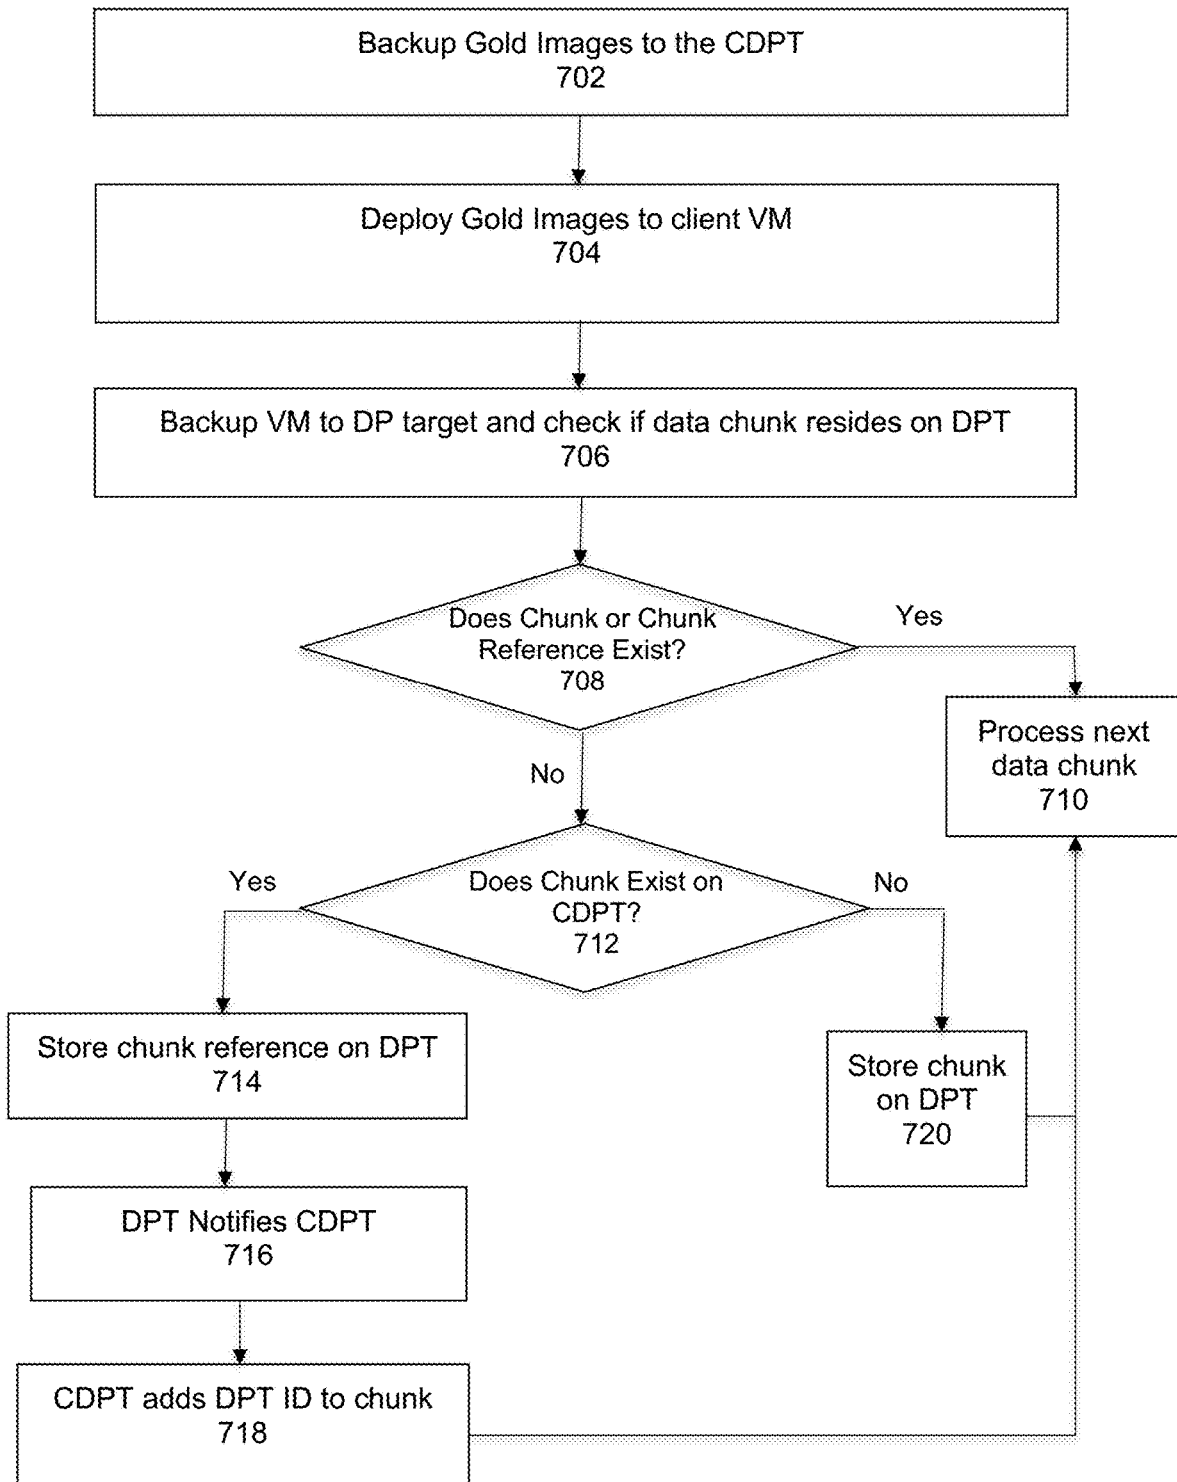 Backup Gold Images to the CDPT
702
Deploy Gold Images to client VM
704
Backup VM to DP target and check if data chunk resides on DPT
706
Does Chunk or Chunk
Reference Exist?
708
Yes
Process next
data chunk
710
No
Does Chunk Exist on
CDPT?
712
Yes
No
Store chunk reference on DPT
714
Store chunk
on DPT
720
DPT Notifies CDPT
716
CDPT adds DPT ID to chunk
718